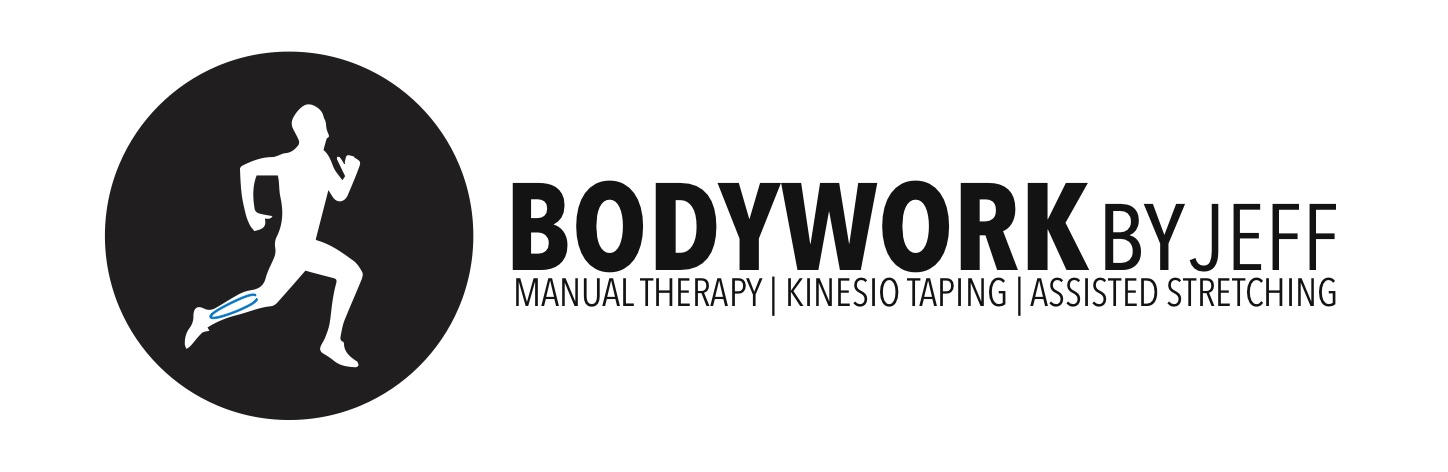 BODYWORK BY JEFF
MANUAL THERAPY | KINESIO TAPING | ASSISTED STRETCHING